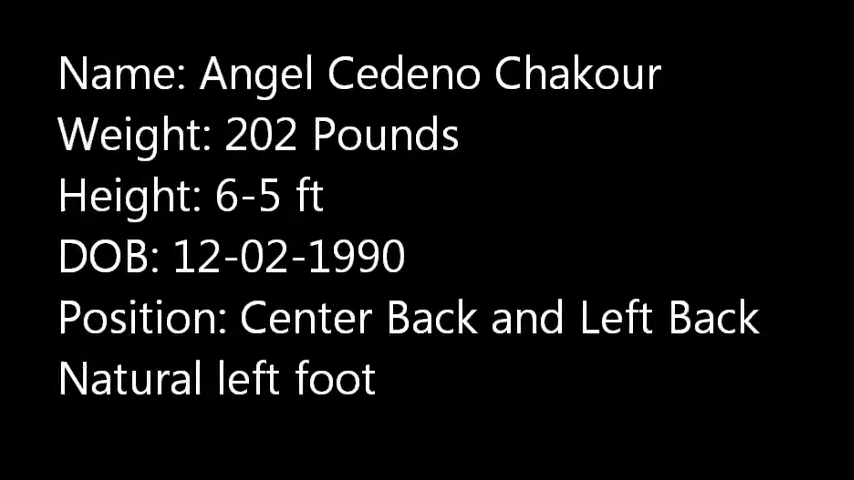 Name: Angel Cedeno Chakour
Weight: 202 Pounds
Height: 6-5 ft
DOB: 12-02-1990
Position: Center Back and Left Back
Natural left foot